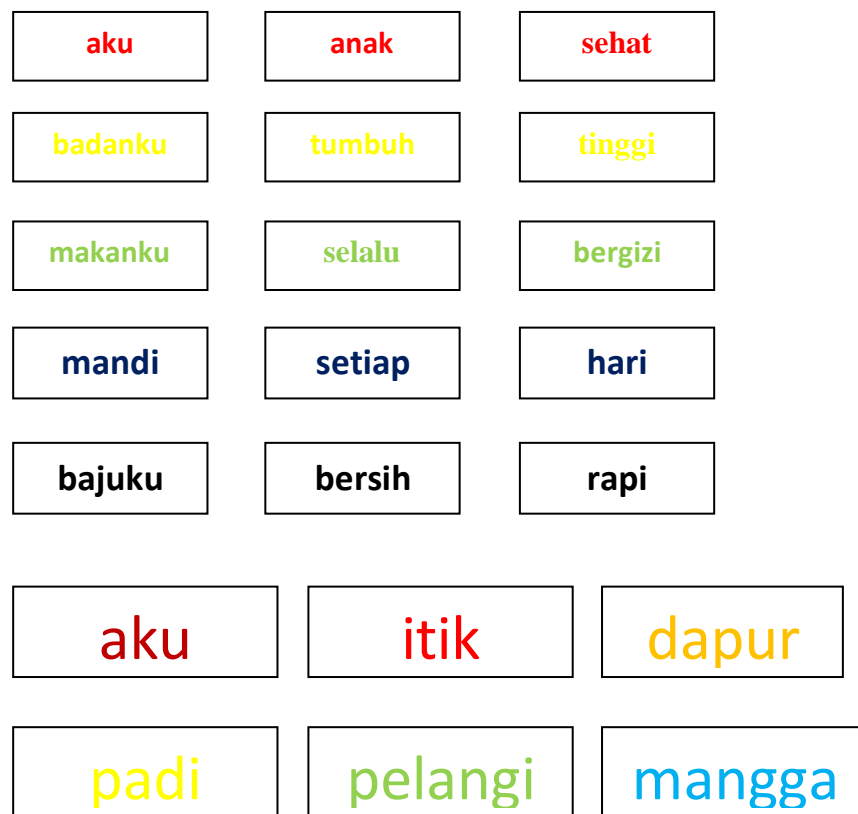 aku anak sehat
badanku tumbuh tinggi
makanku selalu bergizi
mandi setiap hari
bajuku bersih rapi
aku itik dapur
padi pelangi mangga